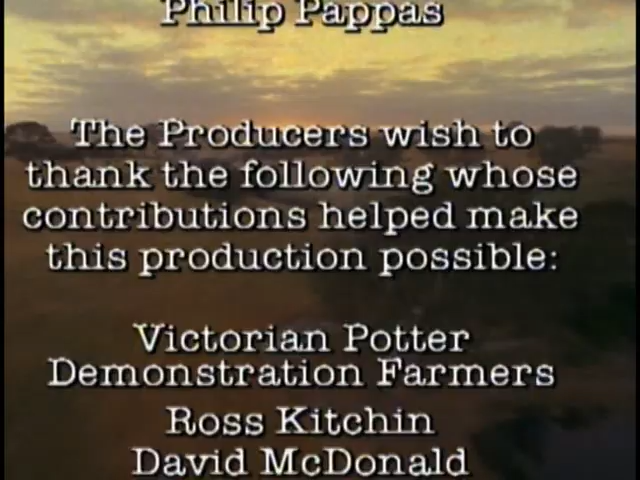 Philip Pappas
The Producers wish to
thank the following whose
contributions helped make
this production possible:
Victorian Potter
Demonstration Farmers
Ross Kitchin
David McDonald